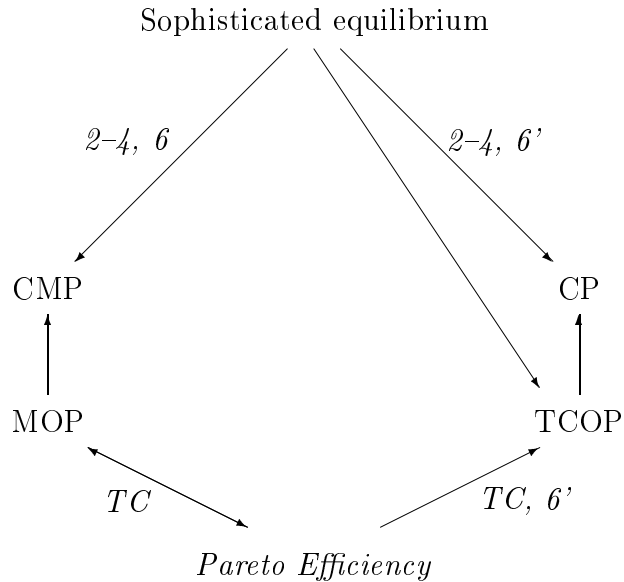 Sophisticated equilibrium
2–4, 6
2–4, 6'
CMP
CP
MOP
TCOP
TC
TC, 6'
Pareto Efficiency